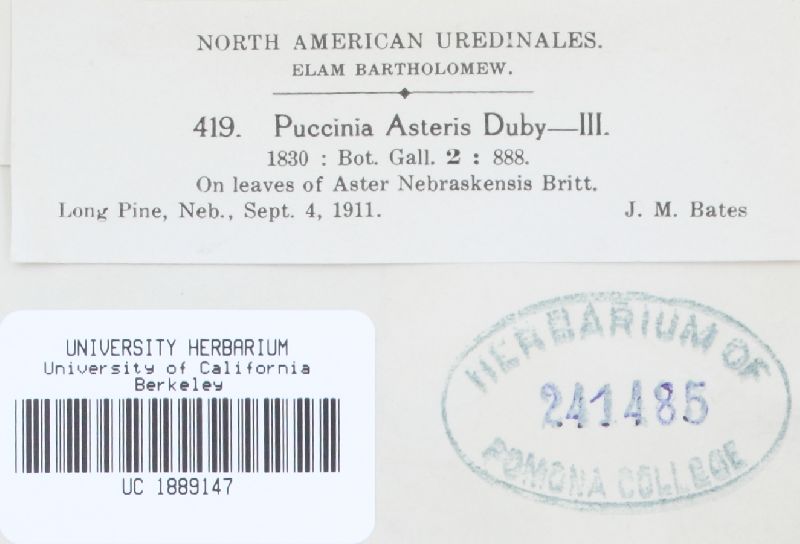 NORTH AMERICAN UREDINALES.
ELAM BARTHOLOMEW.
419. Puccinia Asteris Duby—III.
1830 : Bot. Gall. 2 : 888.
On leaves of Aster Nebraskensis Britt.
Long Pine, Neb., Sept. 4, 1911. J. M. Bates
UNIVERSITY HERBARIUM
University of California
Berkeley
UC 1889147
HERBARIUM OF
241485
POMONA COLLEGE